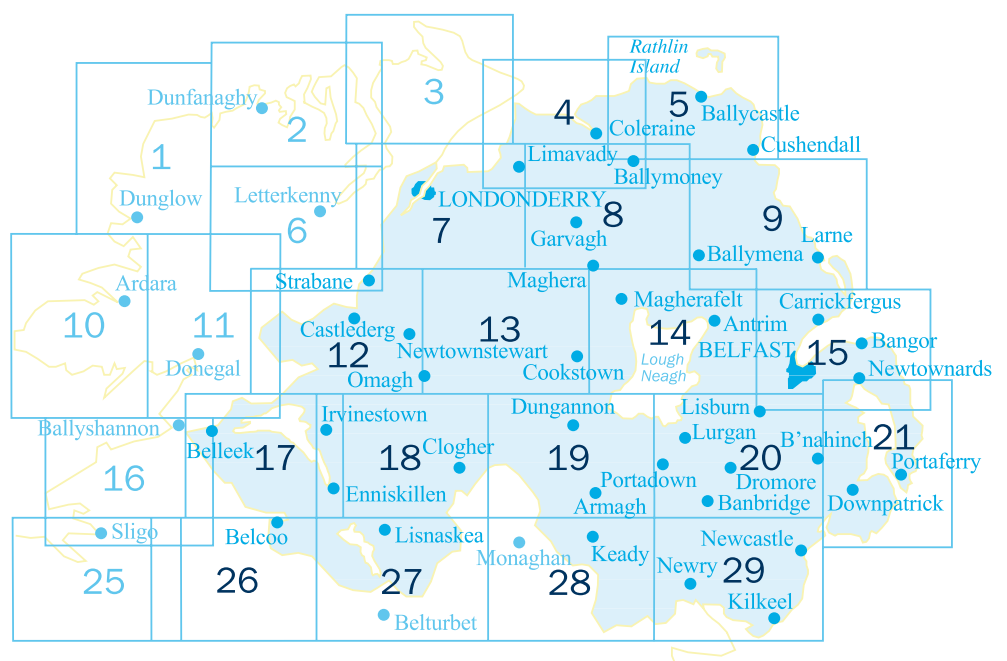 Rathlin
Island
3
Dunfanaghy
2
4
5
Ballycastle
Coleraine
Cushendall
1
Limavady
Ballymoney
Dunglow
Letterkenny
LONDONDERRY
6
7
8
9
Garvagh
Larne
Ballymena
Maghera
Strabane
Ardara
Magherafelt
Carrickfergus
10
11
Castlederg
13
14
Antrim
Donegal
12
Newtownstewart
BELFAST
15
Bangor
Lough
Neagh
Omagh
Cookstown
Newtownards
Ballyshannon
Irvinestown
Dungannon
Lisburn
Belleek
17
18
Clogher
19
Lurgan
B'nahinch
21
20
Portaferry
16
Enniskillen
Portadown
Dromore
Armagh
Banbridge
Downpatrick
Sligo
Belcoo
Lisnaskea
Monaghan
Keady
Newcastle
25
26
27
28
Newry
29
Kilkeel
Belturbet